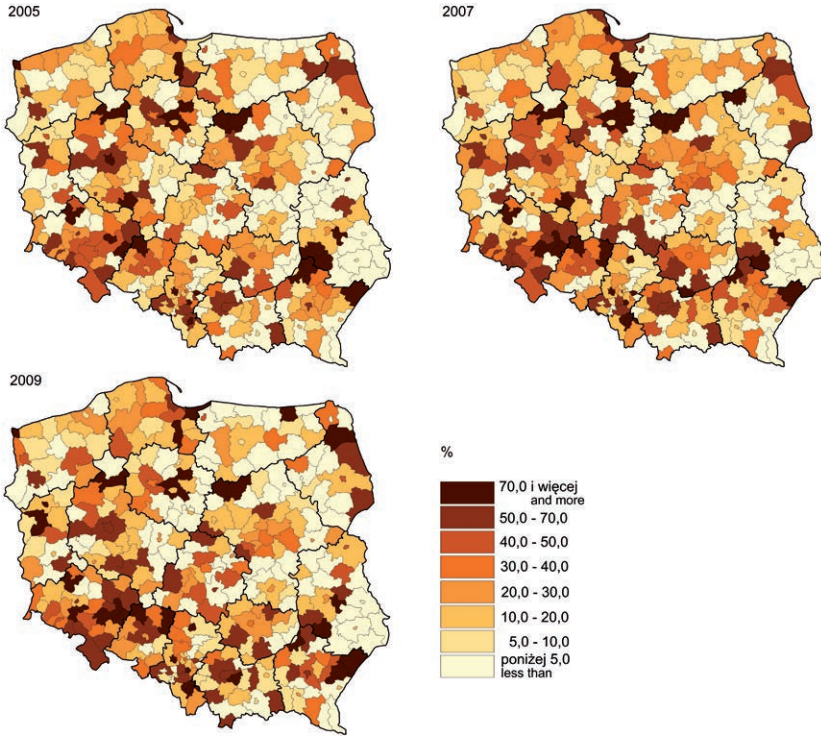 2005
2007
2009
%
70,0 i więcej
and more
50,0 - 70,0
40,0 - 50,0
30,0 - 40,0
20,0 - 30,0
10,0 - 20,0
5,0 - 10,0
poniżej 5,0
less than